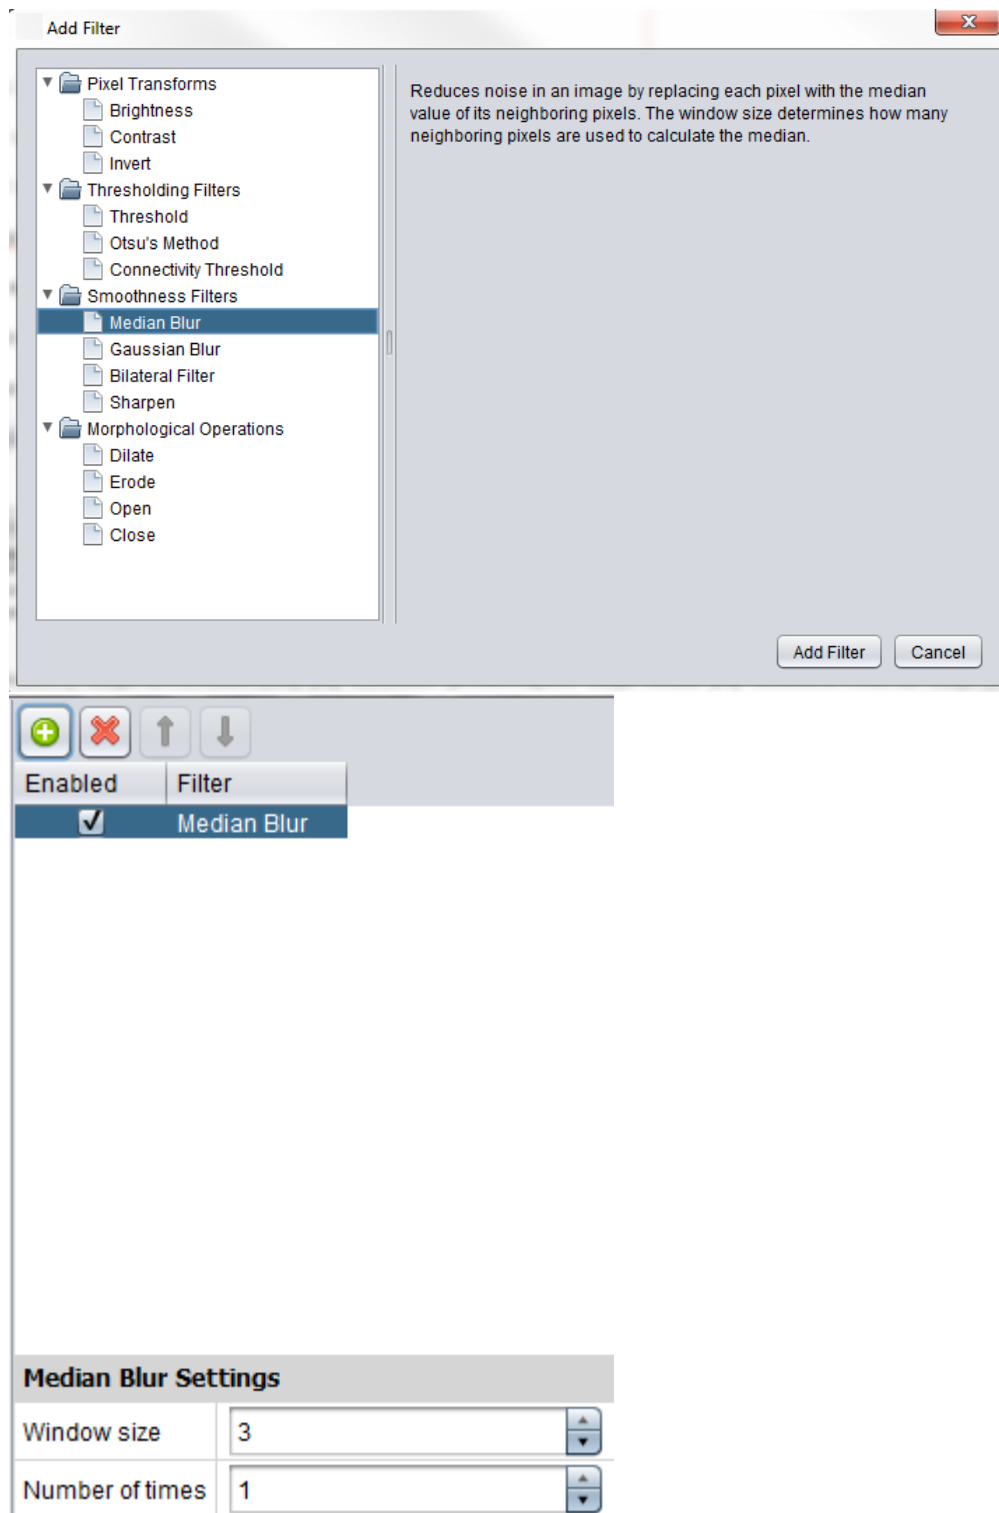 Add Filter
Pixel Transforms
Brightness
Contrast
Invert
Thresholding Filters
Threshold
Otsu's Method
Connectivity Threshold
Smoothness Filters
Median Blur
Gaussian Blur
Bilateral Filter
Sharpen
Morphological Operations
Dilate
Erode
Open
Close
Reduces noise in an image by replacing each pixel with the median
value of its neighboring pixels. The window size determines how many
neighboring pixels are used to calculate the median.
Add Filter Cancel
Enabled Filter
Median Blur
Median Blur Settings
Window size 3
Number of times 1